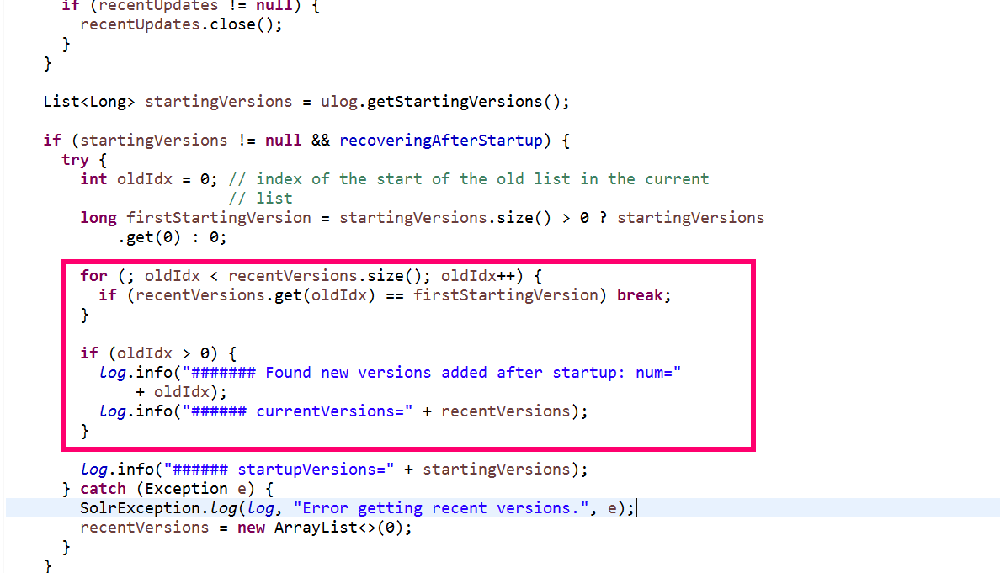 if (recentUpdates != null) {
recentUpdates.close();
}
}
List<Long> startingVersions = ulog.getStartingVersions();
if (startingVersions != null && recoveringAfterStartup) {
try {
int oldIdx = 0; // index of the start of the old list in the current
// list
long firstStartingVersion = startingVersions.size() > 0 ? startingVersions
.get(0) : 0;
for (; oldIdx < recentVersions.size(); oldIdx++) {
if (recentVersions.get(oldIdx) == firstStartingVersion) break;
}
if (oldIdx > 0) {
log.info("####### Found new versions added after startup: num="
+ oldIdx);
log.info("###### currentVersions=" + recentVersions);
}
log.info("###### startupVersions=" + startingVersions);
} catch (Exception e) {
SolrException.log(log, "Error getting recent versions.", e);
recentVersions = new ArrayList<>(0);
}
}